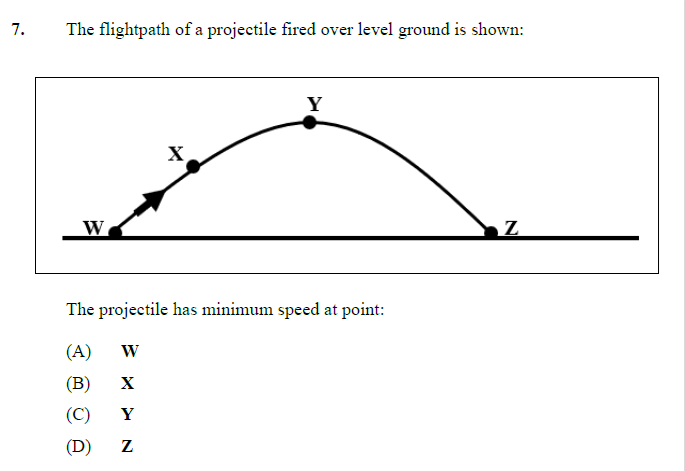 7. The flightpath of a projectile fired over level ground is shown:
Y
X
W
Z
The projectile has minimum speed at point:
(A) W
(B) X
(C) Y
(D) Z